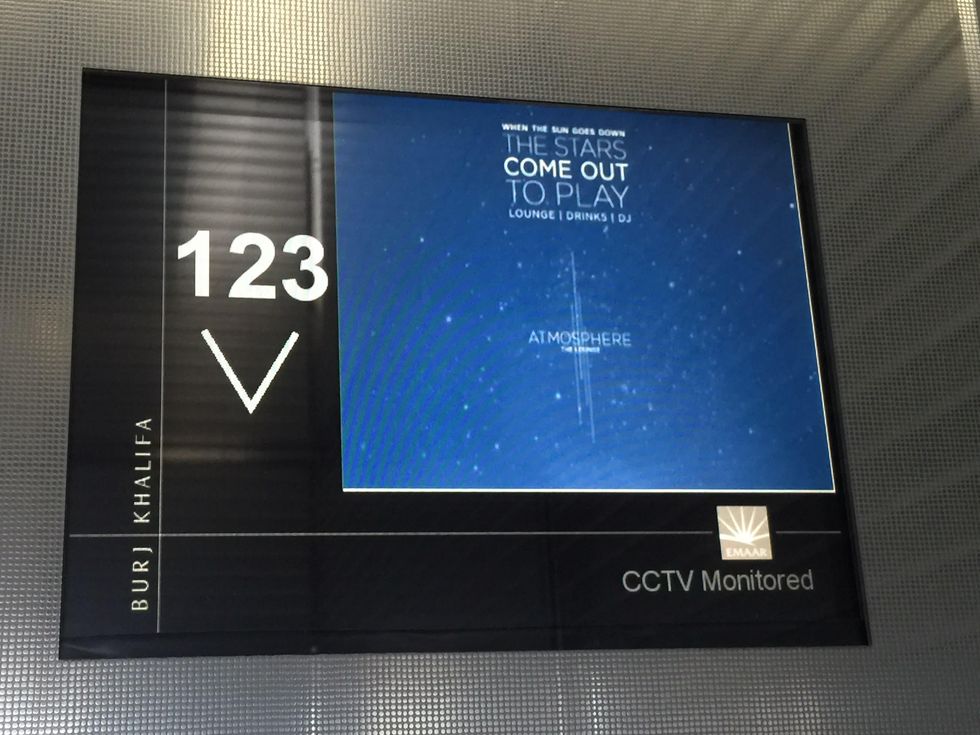 123
BURJ KHALIFA
WHEN THE SUN GOES DOWN
THE STARS
COME OUT
TO PLAY
LOUNGE | DRINKS | DJ
ATMOSPHERE
THE LOUNGE
EMAAR
CCTV Monitored